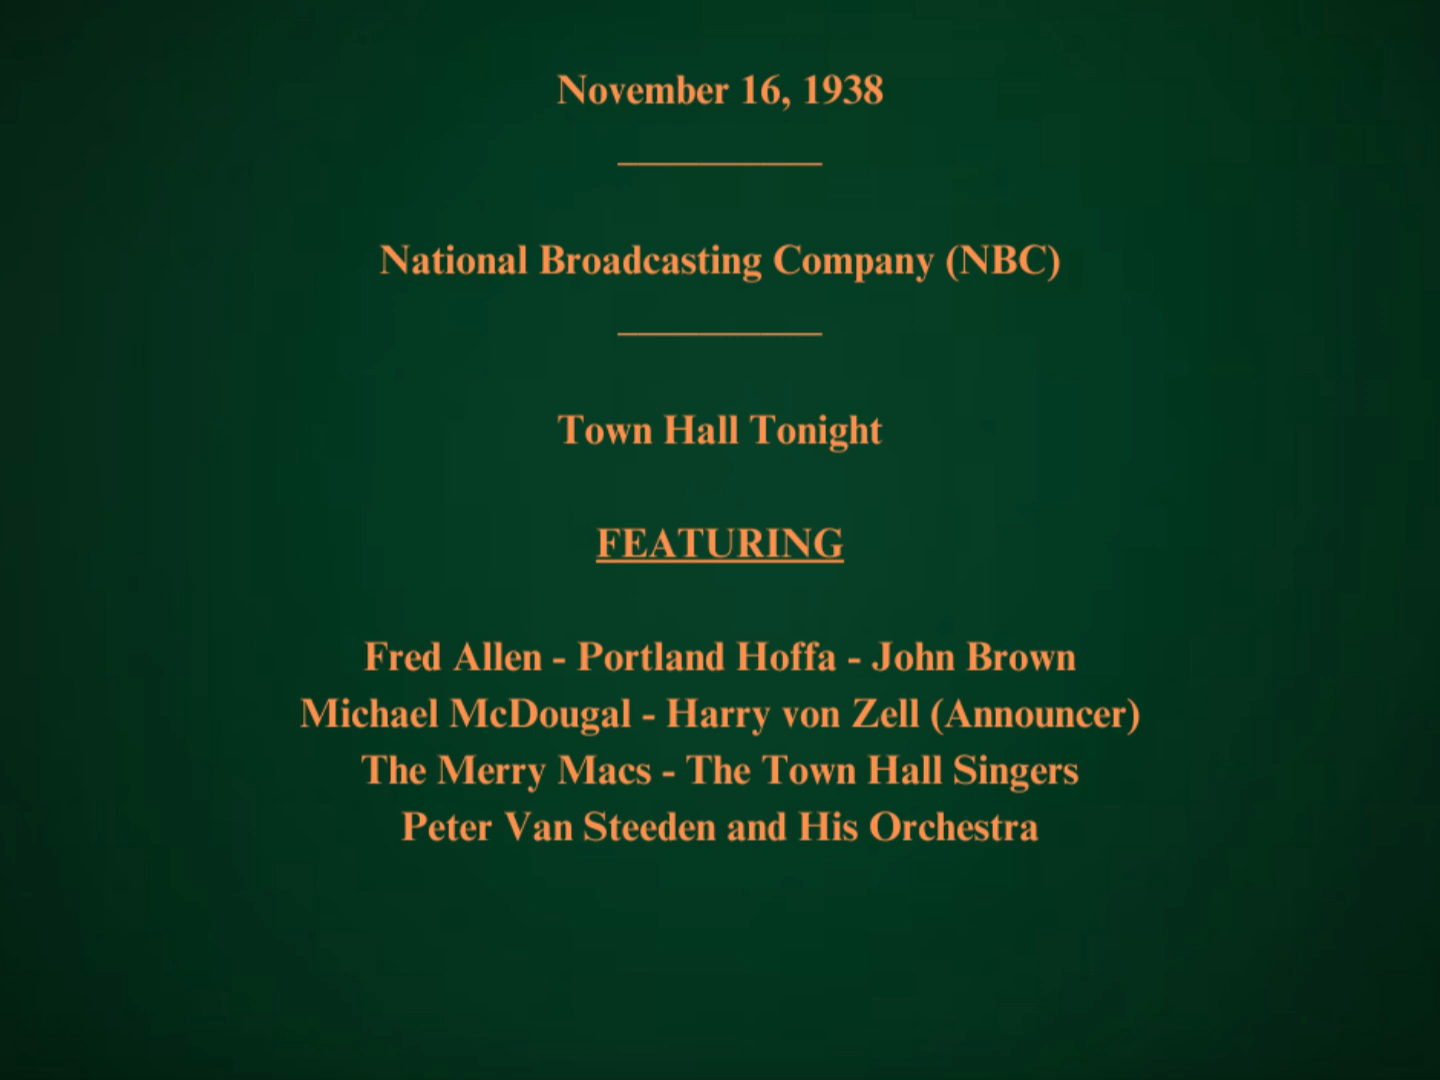 November 16, 1938
National Broadcasting Company (NBC)
Town Hall Tonight
FEATURING
Fred Allen - Portland Hoffa - John Brown
Michael McDougal - Harry von Zell (Announcer)
The Merry Macs - The Town Hall Singers
Peter Van Steeden and His Orchestra